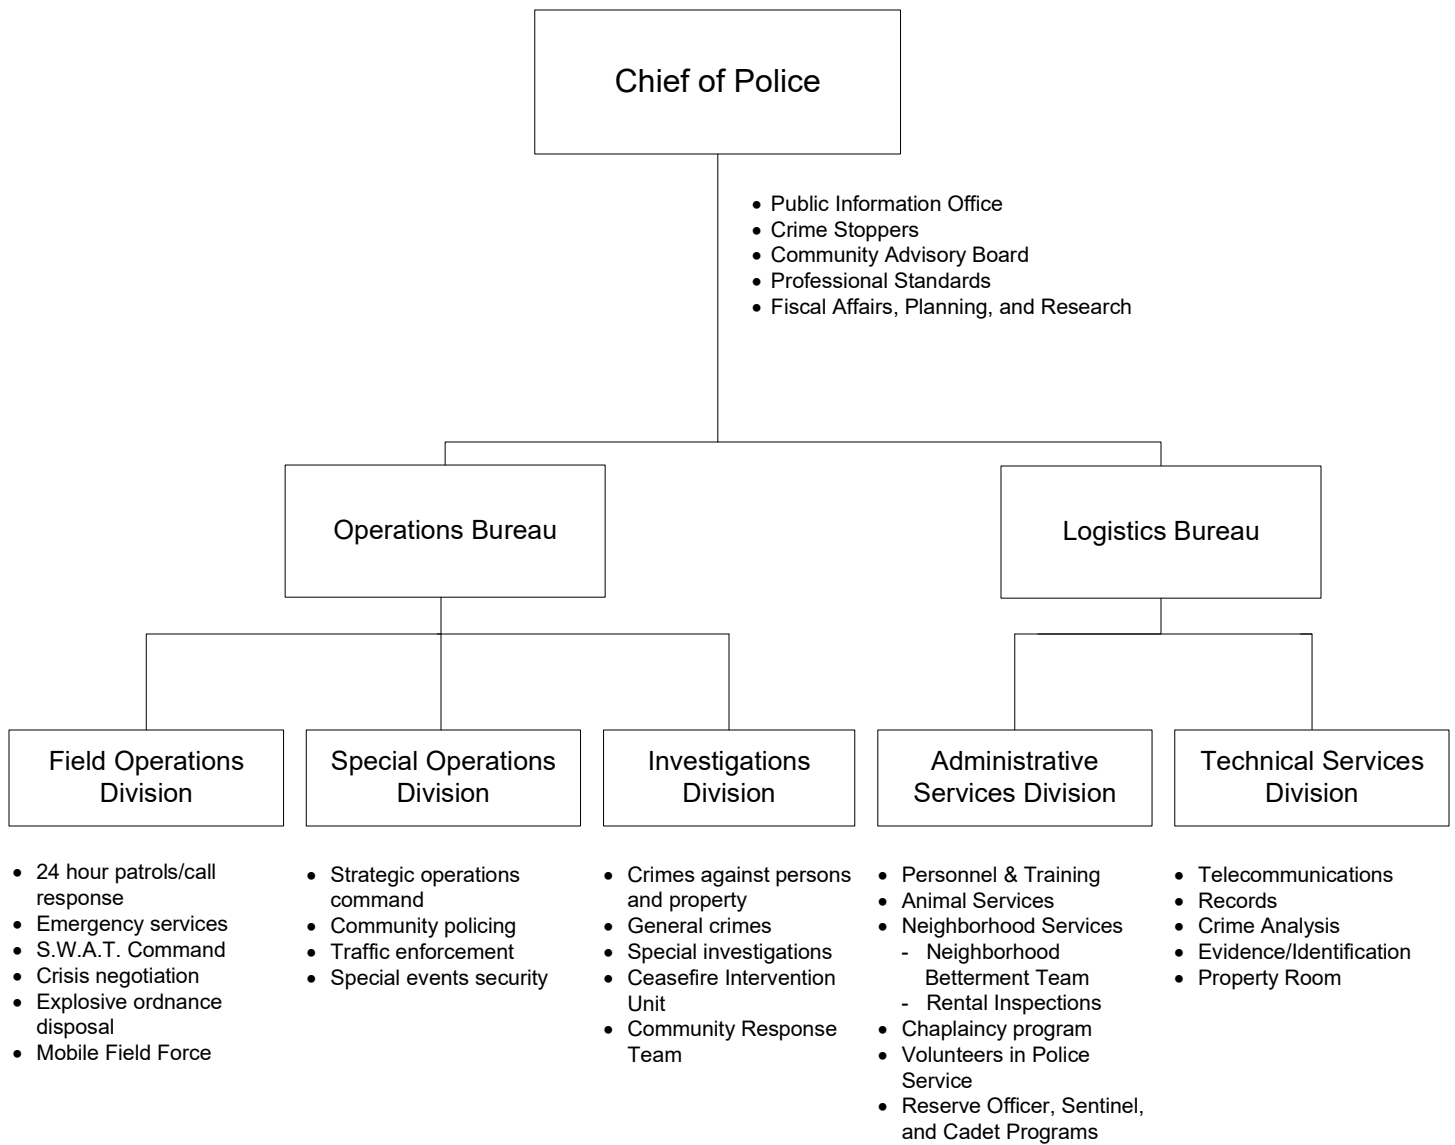 Chief of Police
• Public Information Office
• Crime Stoppers
• Community Advisory Board
• Professional Standards
• Fiscal Affairs, Planning, and Research
Operations Bureau
Logistics Bureau
Field Operations
Division
Special Operations
Division
Investigations
Division
Administrative
Services Division
Technical Services
Division
• 24 hour patrols/call
response
• Emergency services
• S.W.A.T. Command
• Crisis negotiation
• Explosive ordnance
disposal
• Mobile Field Force
• Strategic operations
command
• Community policing
• Traffic enforcement
• Special events security
• Crimes against persons
and property
• General crimes
• Special investigations
• Ceasefire Intervention
Unit
• Community Response
Team
• Personnel & Training
• Animal Services
• Neighborhood Services
- Neighborhood
Betterment Team
- Rental Inspections
• Chaplaincy program
• Volunteers in Police
Service
• Reserve Officer, Sentinel,
and Cadet Programs
• Telecommunications
• Records
• Crime Analysis
• Evidence/Identification
• Property Room